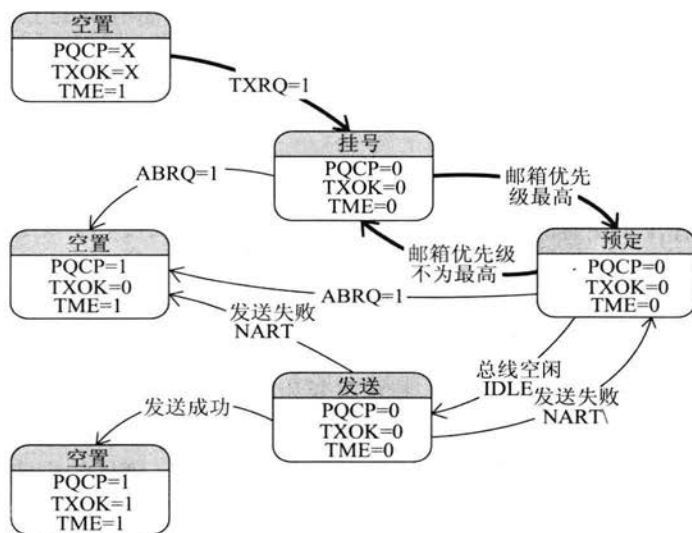 空置
PQCP=X
TXOK=X
TME=1
TXRQ=1
挂号
PQCP=0
TXOK=0
TME=0
ABRQ=1
邮箱优先
级最高
空置
PQCP=1
TXOK=0
TME=1
邮箱优先级
不为最高
预定
PQCP=0
TXOK=0
TME=0
ABRQ=1
发送失败
NART
总线空闲
IDLE
发送失败
NART\
发送
PQCP=0
TXOK=0
TME=0
发送成功
空置
PQCP=1
TXOK=1
TME=1